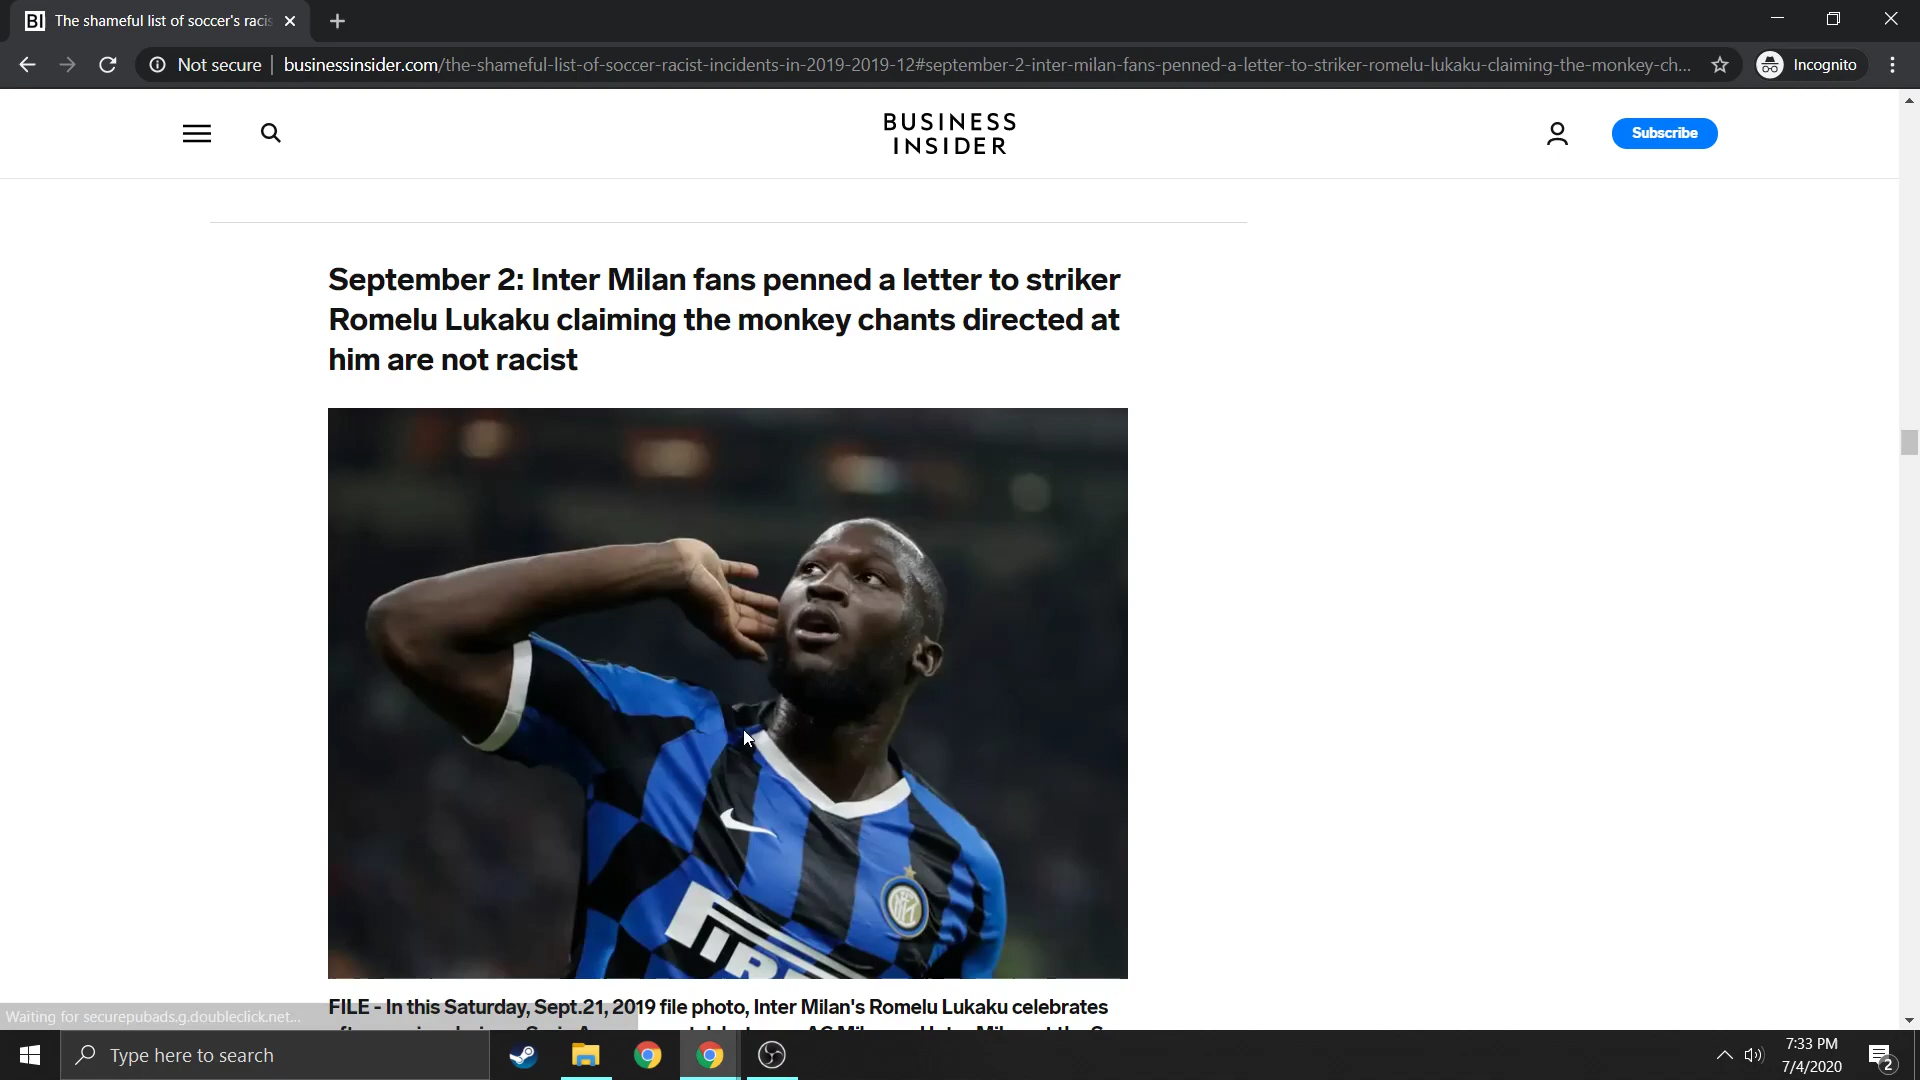 BI The shameful list of soccer's racis
Not secure | businessinsider.com/the-shameful-list-of-soccer-racist-incidents-in-2019-2019-12#september-2-inter-milan-fans-penned-a-letter-to-striker-romelu-lukaku-claiming-the-monkey-ch...
Incognito
BUSINESS
INSIDER
Subscribe
September 2: Inter Milan fans penned a letter to striker
Romelu Lukaku claiming the monkey chants directed at
him are not racist
FILE - In this Saturday, Sept.21, 2019 file photo, Inter Milan's Romelu Lukaku celebrates
Waiting for securepubads.g.doubleclick.net...
Type here to search
7:33 PM
7/4/2020
2